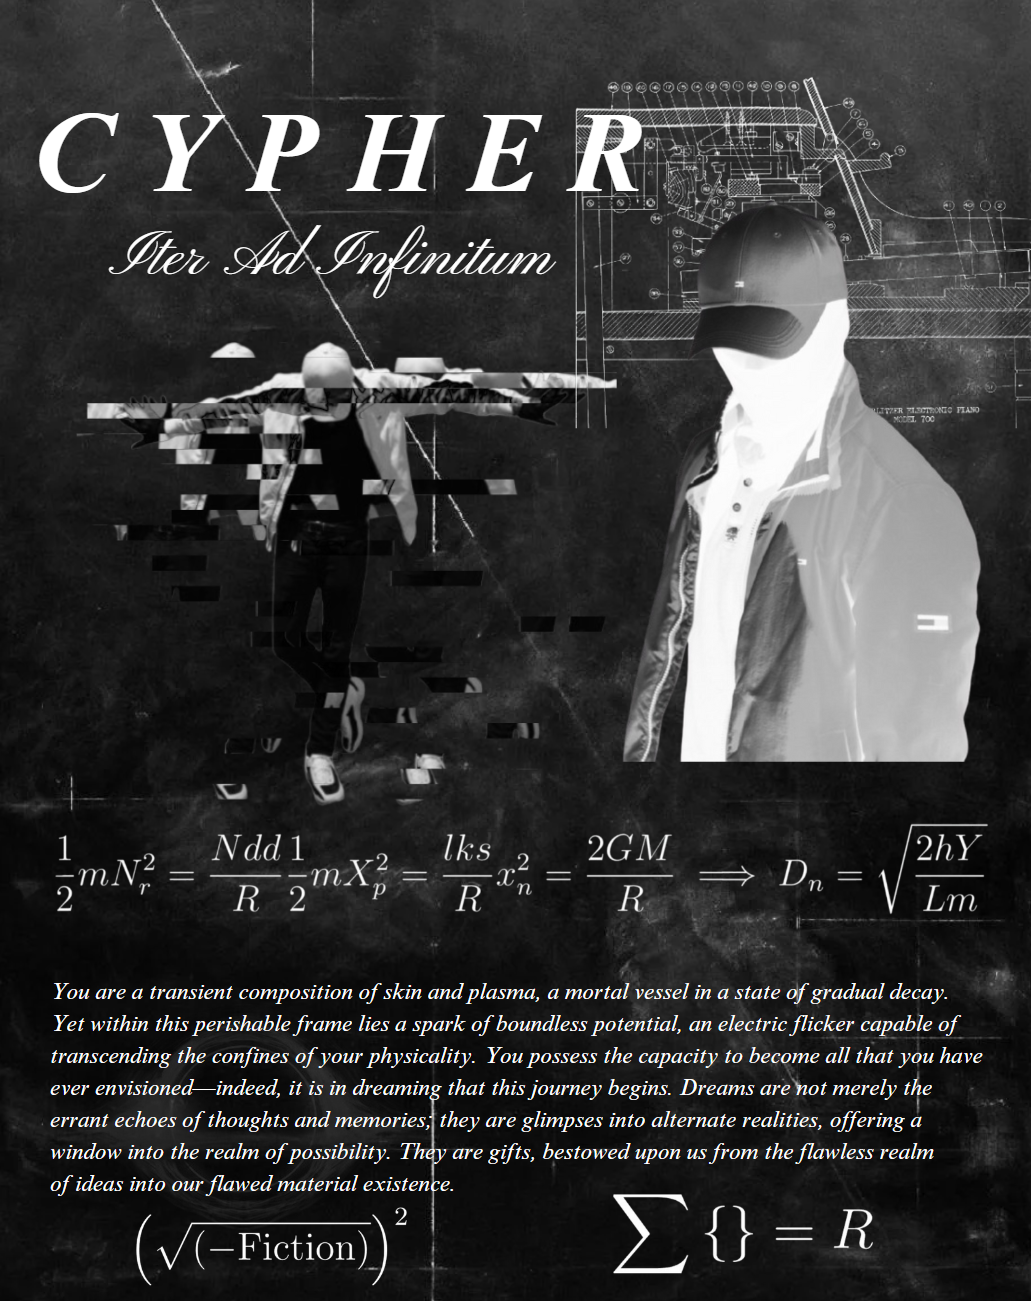 CYPHER
Iter Ad Infinitum
ELECTRONIC PIANO
MODEL 700
1/2 mN_r^2 = Ndd/R 1/2 mX_p^2 = lks/R x_n^2 = 2GM/R ⟹ D_n = √(2hY/Lm)
You are a transient composition of skin and plasma, a mortal vessel in a state of gradual decay.
Yet within this perishable frame lies a spark of boundless potential, an electric flicker capable of
transcending the confines of your physicality. You possess the capacity to become all that you have
ever envisioned—indeed, it is in dreaming that this journey begins. Dreams are not merely the
errant echoes of thoughts and memories; they are glimpses into alternate realities, offering a
window into the realm of possibility. They are gifts, bestowed upon us from the flawless realm
of ideas into our flawed material existence.
(√(−Fiction))^2
∑ {} = R